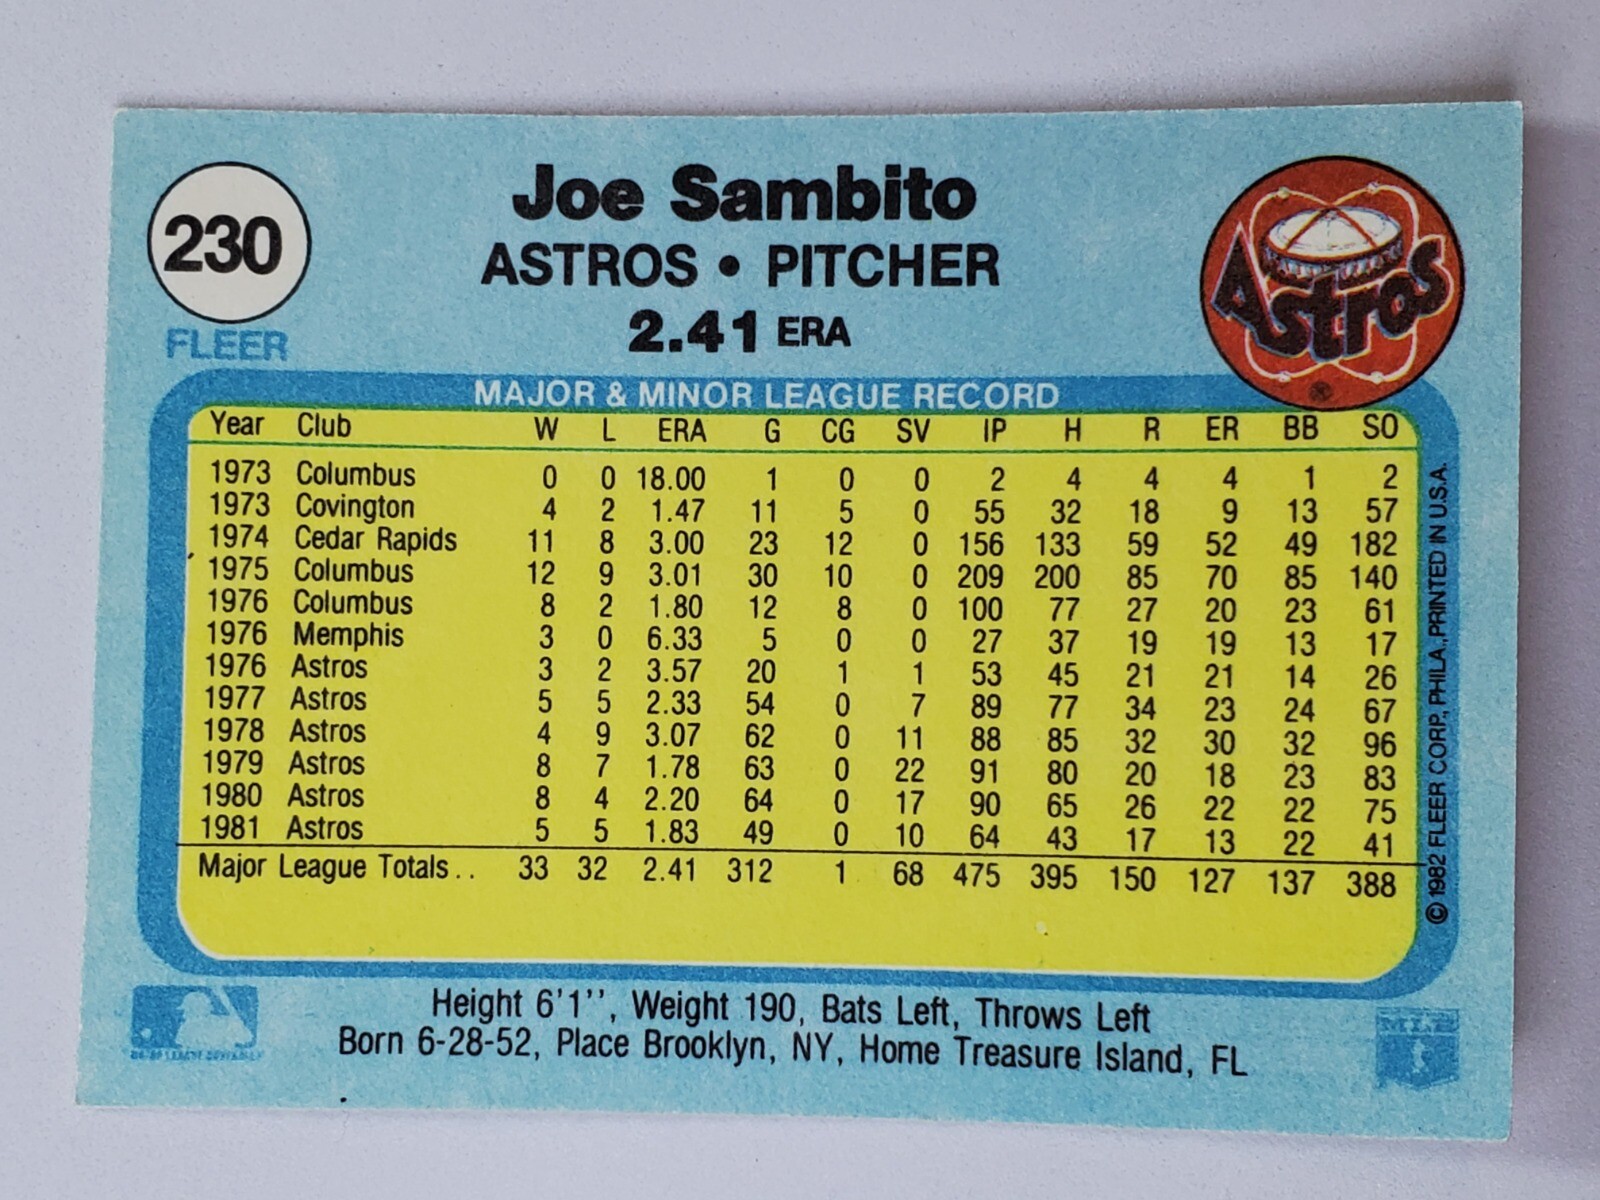 230
FLEER
Joe Sambito
ASTROS • PITCHER
2.41 ERA
Astros
MAJOR & MINOR LEAGUE RECORD
Year Club W L ERA G CG SV IP H R ER BB SO
1973 Columbus 0 0 18.00 1 0 0 2 4 4 4 1 2
1973 Covington 4 2 1.47 11 5 0 55 32 18 9 13 57
1974 Cedar Rapids 11 8 3.00 23 12 0 156 133 59 52 49 182
1975 Columbus 12 9 3.01 30 10 0 209 200 85 70 85 140
1976 Columbus 8 2 1.80 12 8 0 100 77 27 20 23 61
1976 Memphis 3 0 6.33 5 0 0 27 37 19 19 13 17
1976 Astros 3 2 3.57 20 1 1 53 45 21 21 14 26
1977 Astros 5 5 2.33 54 0 7 89 77 34 23 24 67
1978 Astros 4 9 3.07 62 0 11 88 85 32 30 32 96
1979 Astros 8 7 1.78 63 0 22 91 80 20 18 23 83
1980 Astros 8 4 2.20 64 0 17 90 65 26 22 22 75
1981 Astros 5 5 1.83 49 0 10 64 43 17 13 22 41
Major League Totals . . 33 32 2.41 312 1 68 475 395 150 127 137 388
© 1982 FLEER CORP., PHILA., PRINTED IN U.S.A.
Height 6'1'', Weight 190, Bats Left, Throws Left
Born 6-28-52, Place Brooklyn, NY, Home Treasure Island, FL